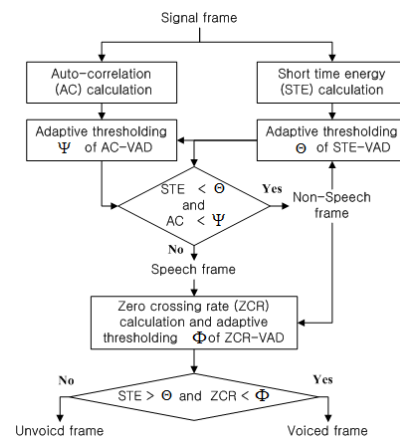 Signal frame
Auto-correlation
(AC) calculation
Short time energy
(STE) calculation
Adaptive thresholding
Ψ of AC-VAD
Adaptive thresholding
Θ of STE-VAD
STE < Θ
and
AC < Ψ
Yes
Non-Speech
frame
No
Speech frame
Zero crossing rate (ZCR)
calculation and adaptive
thresholding Φ of ZCR-VAD
No
Yes
STE > Θ and ZCR < Φ
Unvoicd frame
Voiced frame